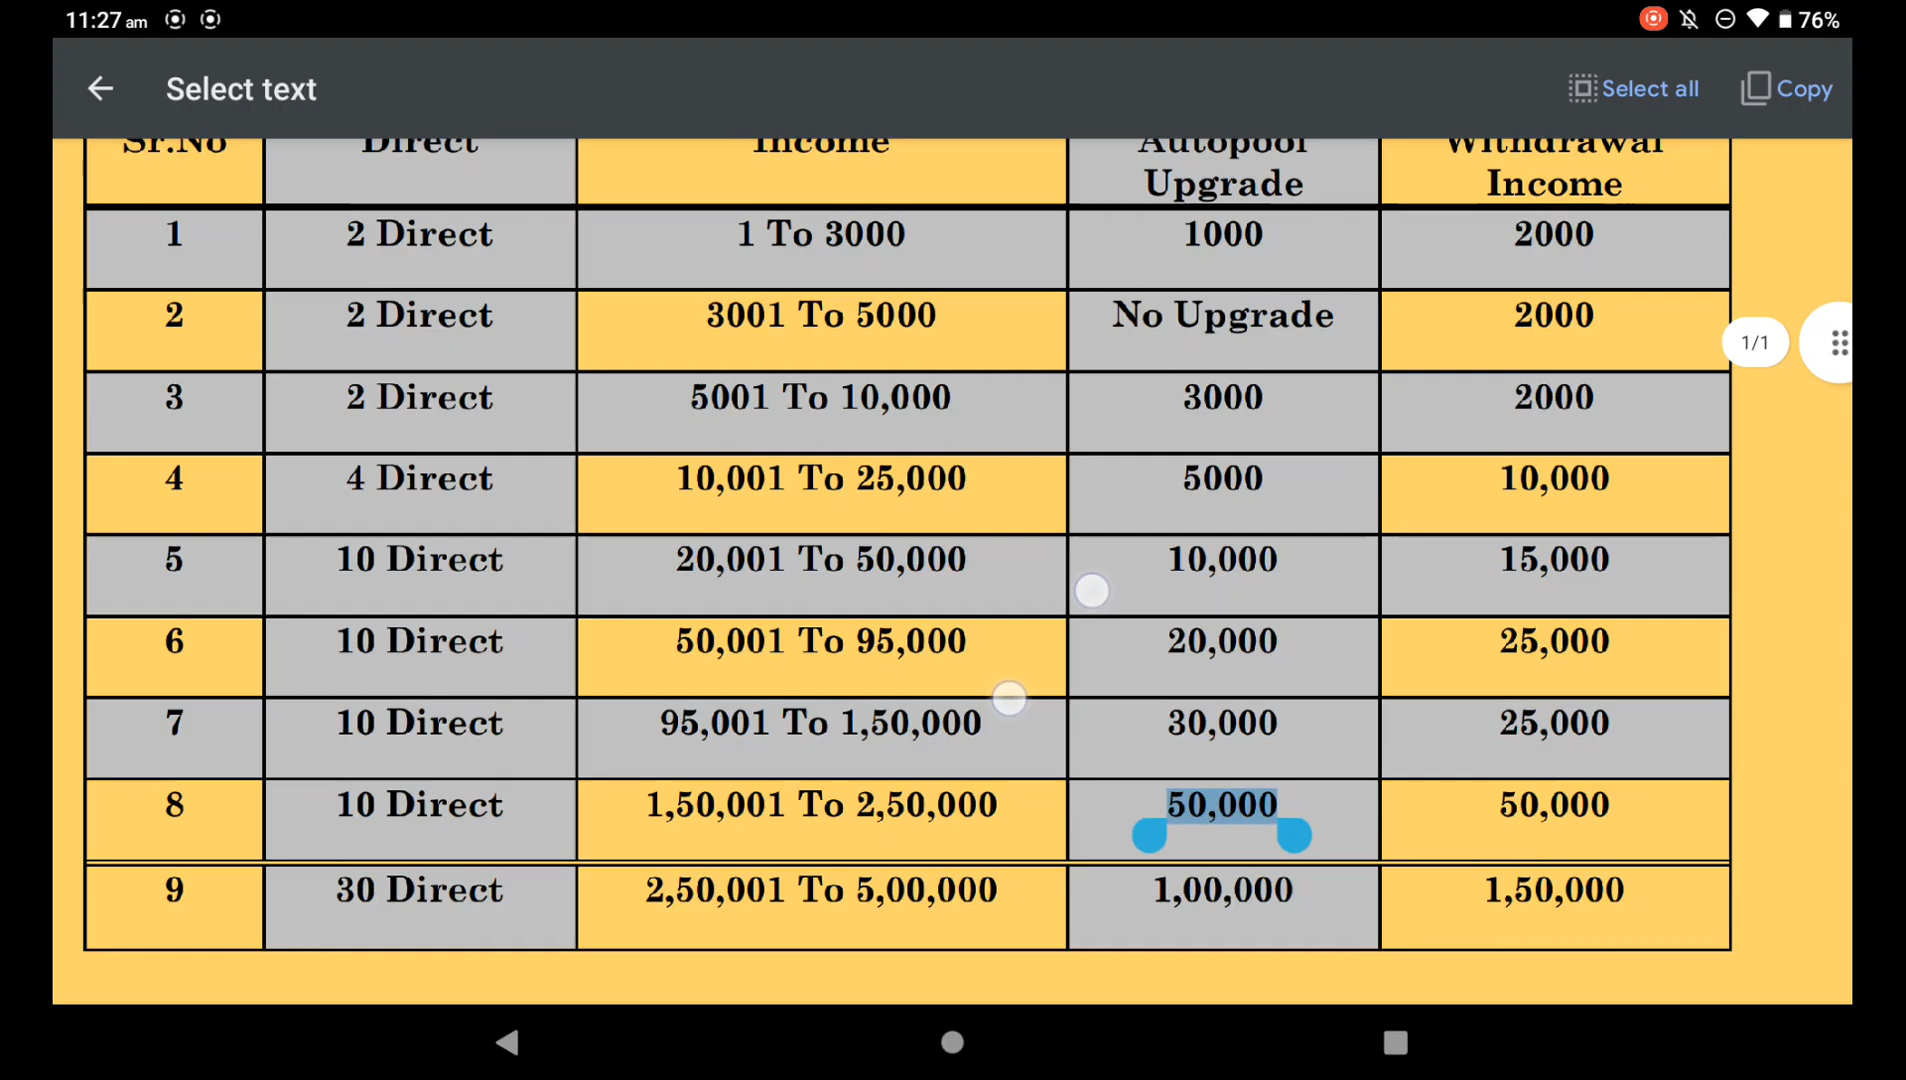 11:27 am 76%
Select text Select all Copy
Sr.No Direct Income Autopool Upgrade Withdrawal Income
1 2 Direct 1 To 3000 1000 2000
2 2 Direct 3001 To 5000 No Upgrade 2000
1/1
3 2 Direct 5001 To 10,000 3000 2000
4 4 Direct 10,001 To 25,000 5000 10,000
5 10 Direct 20,001 To 50,000 10,000 15,000
6 10 Direct 50,001 To 95,000 20,000 25,000
7 10 Direct 95,001 To 1,50,000 30,000 25,000
8 10 Direct 1,50,001 To 2,50,000 50,000 50,000
9 30 Direct 2,50,001 To 5,00,000 1,00,000 1,50,000